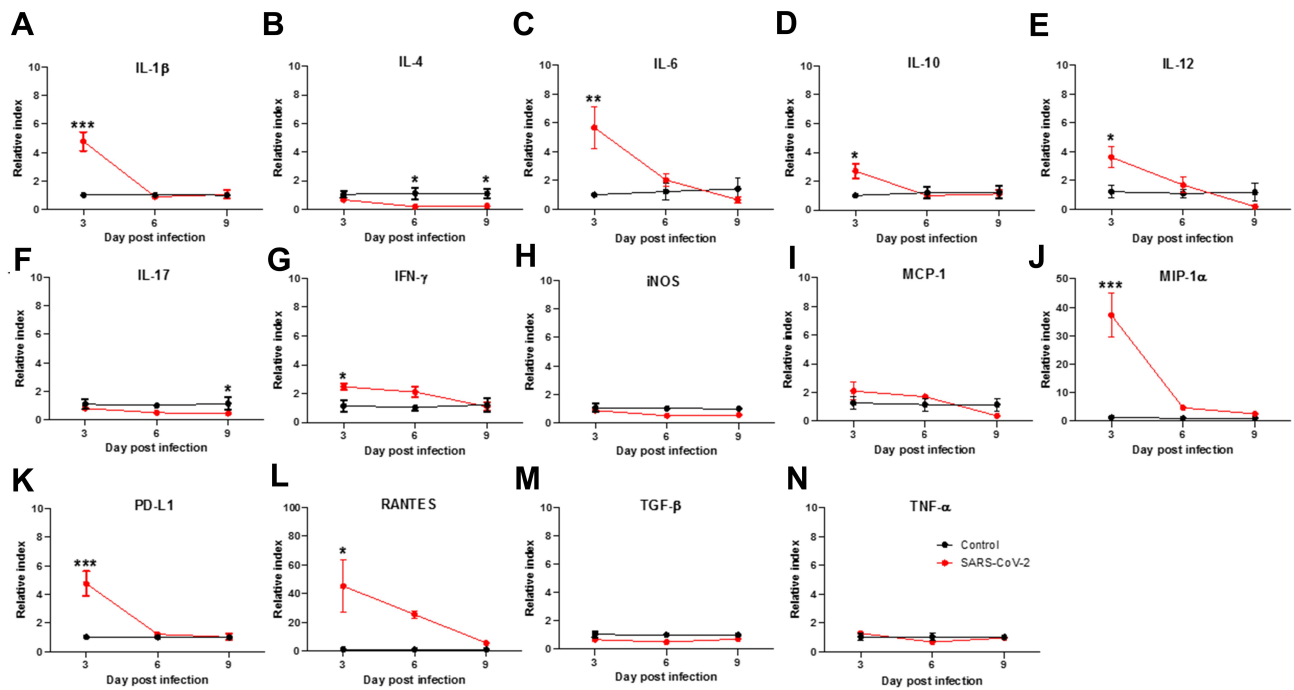 A
IL-1β
Relative index
10
8
6
4
2
0
***
3 6 9
Day post infection
B
IL-4
Relative index
10
8
6
4
2
0
* *
3 6 9
Day post infection
C
IL-6
Relative index
10
8
6
4
2
0
**
3 6 9
Day post infection
D
IL-10
Relative index
10
8
6
4
2
0
*
3 6 9
Day post infection
E
IL-12
Relative index
10
8
6
4
2
0
*
3 6 9
Day post infection
F
IL-17
Relative index
10
8
6
4
2
0
*
3 6 9
Day post infection
G
IFN-γ
Relative index
10
8
6
4
2
0
*
3 6 9
Day post infection
H
iNOS
Relative index
10
8
6
4
2
0
3 6 9
Day post infection
I
MCP-1
Relative index
10
8
6
4
2
0
3 6 9
Day post infection
J
MIP-1α
Relative index
50
40
30
20
10
0
***
3 6 9
Day post infection
K
PD-L1
Relative index
10
8
6
4
2
0
***
3 6 9
Day post infection
L
RANTES
Relative index
100
80
60
40
20
0
*
3 6 9
Day post infection
M
TGF-β
Relative index
10
8
6
4
2
0
3 6 9
Day post infection
N
TNF-α
Relative index
10
8
6
4
2
0
Control
SARS-CoV-2
3 6 9
Day post infection